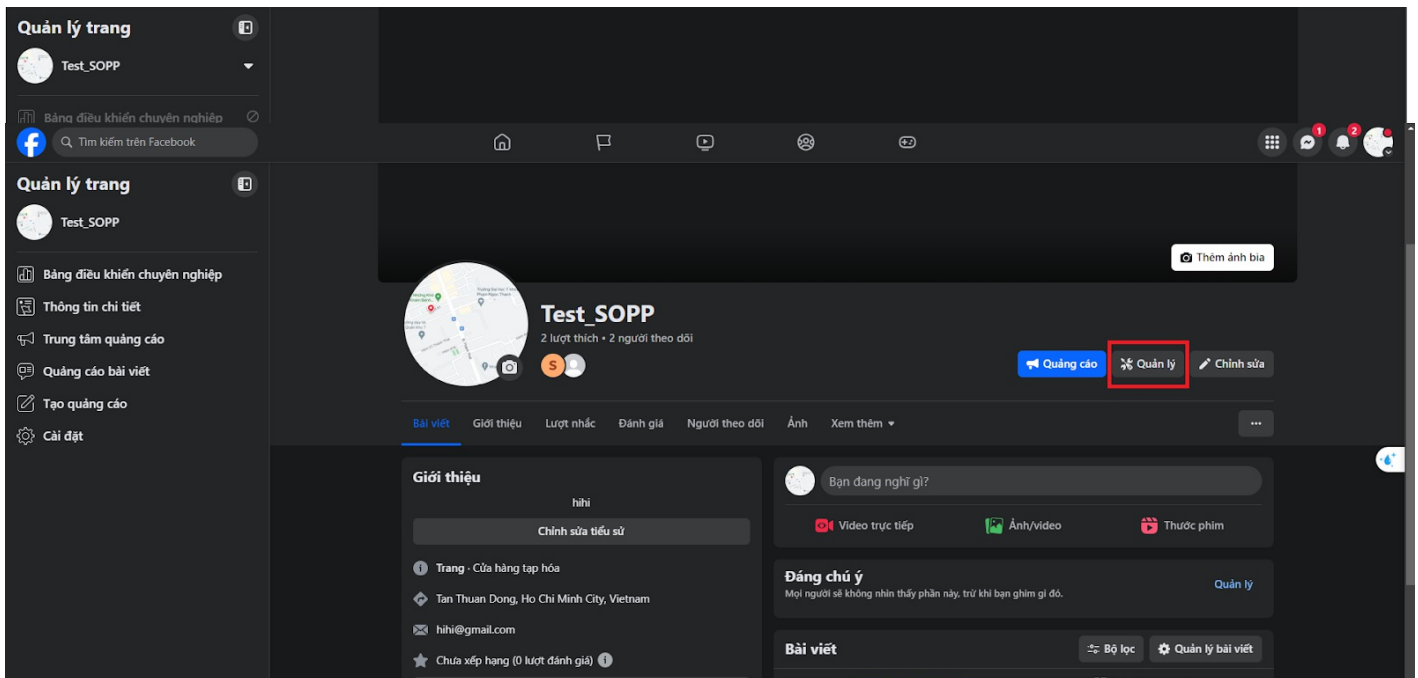 Quản lý trang
Test_SOPP
Bảng điều khiển chuyên nghiệp
Tìm kiếm trên Facebook
1
2
Quản lý trang
Test_SOPP
Bảng điều khiển chuyên nghiệp
Thông tin chi tiết
Trung tâm quảng cáo
Quảng cáo bài viết
Tạo quảng cáo
Cài đặt
Thêm ảnh bìa
Test_SOPP
2 lượt thích • 2 người theo dõi
S
Quảng cáo
Quản lý
Chỉnh sửa
Bài viết
Giới thiệu
Lượt nhắc
Đánh giá
Người theo dõi
Ảnh
Xem thêm
Giới thiệu
hihi
Chỉnh sửa tiểu sử
Trang · Cửa hàng tạp hóa
Tan Thuan Dong, Ho Chi Minh City, Vietnam
hihi@gmail.com
Chưa xếp hạng (0 lượt đánh giá)
Bạn đang nghĩ gì?
Video trực tiếp
Ảnh/video
Thước phim
Đáng chú ý
Mọi người sẽ không nhìn thấy phần này, trừ khi bạn ghim gì đó.
Quản lý
Bài viết
Bộ lọc
Quản lý bài viết